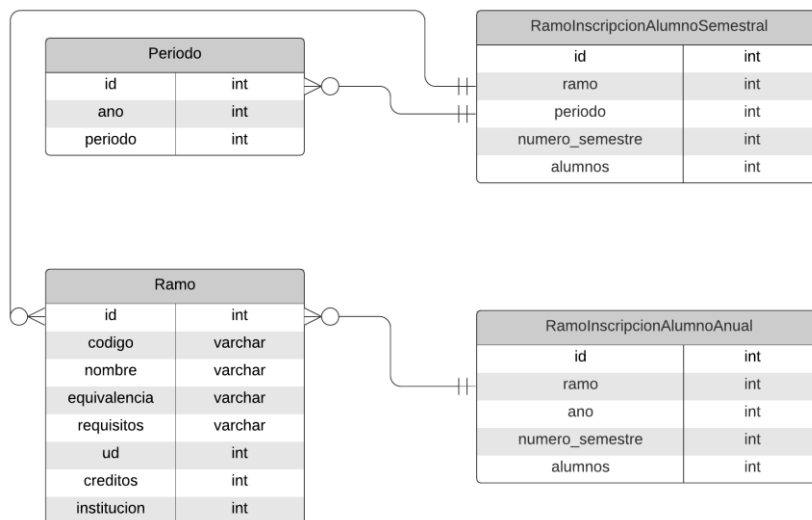 Periodo
id int
ano int
periodo int
RamoInscripcionAlumnoSemestral
id int
ramo int
periodo int
numero_semestre int
alumnos int
Ramo
id int
codigo varchar
nombre varchar
equivalencia varchar
requisitos varchar
ud int
creditos int
institucion int
RamoInscripcionAlumnoAnual
id int
ramo int
ano int
numero_semestre int
alumnos int